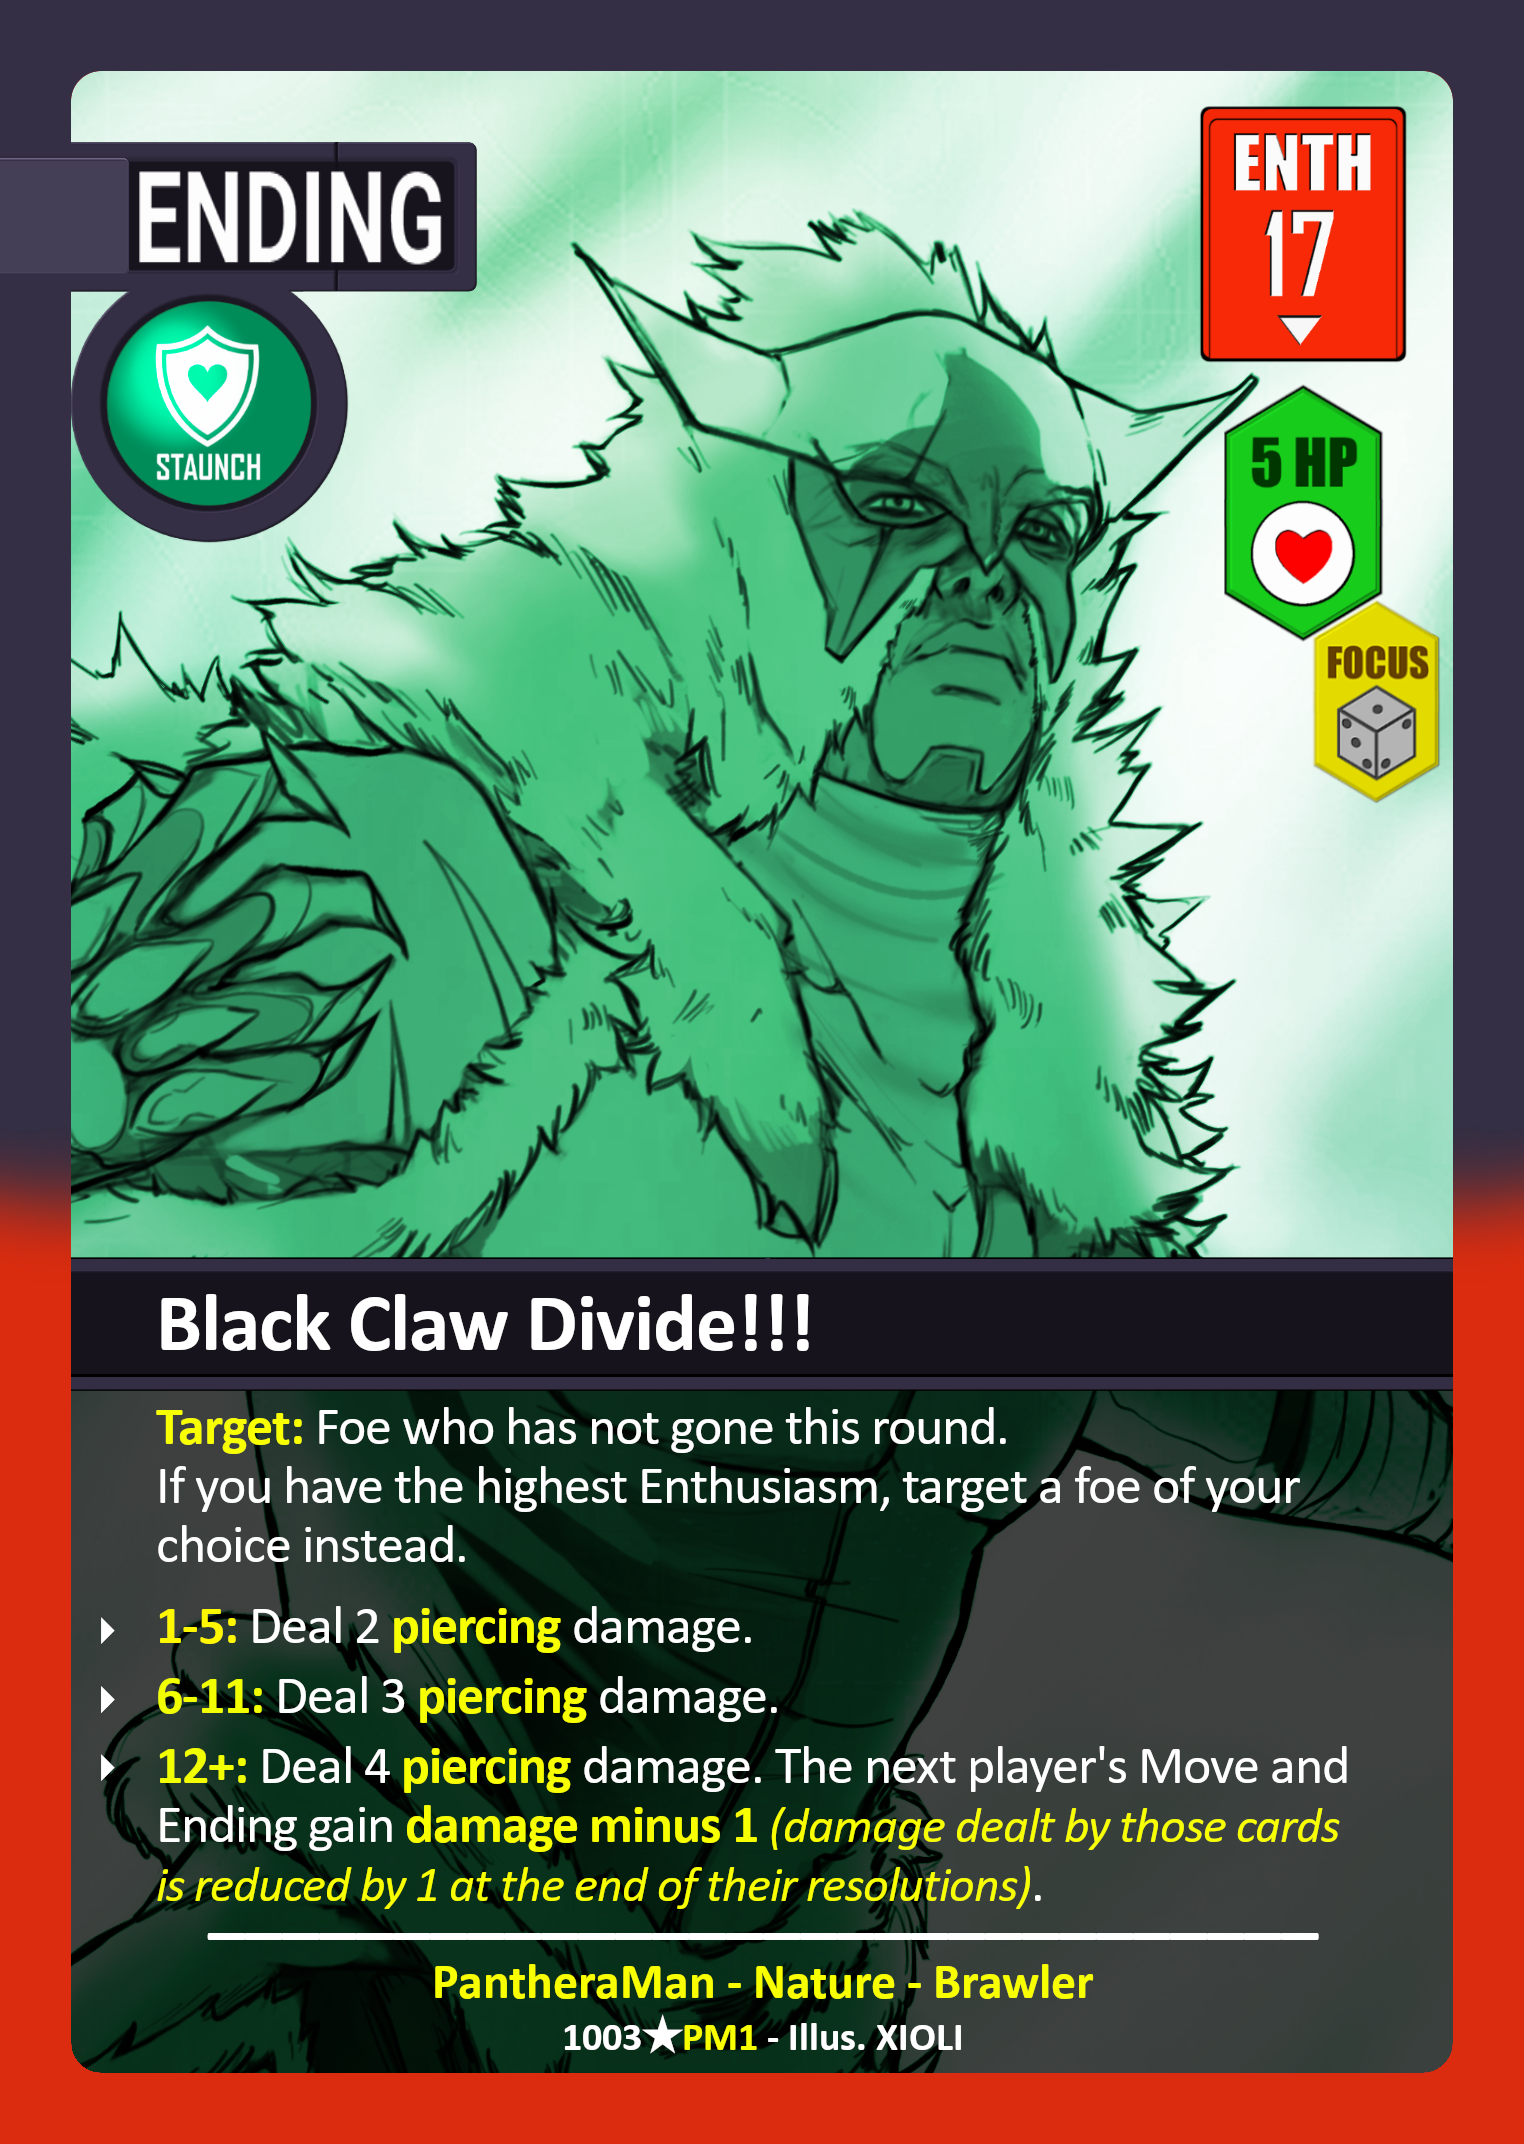 ENDING
ENTH
17
STAUNCH
5 HP
FOCUS
Black Claw Divide!!!
Target: Foe who has not gone this round.
If you have the highest Enthusiasm, target a foe of your
choice instead.
1-5: Deal 2 piercing damage.
6-11: Deal 3 piercing damage.
12+: Deal 4 piercing damage. The next player's Move and
Ending gain damage minus 1 (damage dealt by those cards
is reduced by 1 at the end of their resolutions).
PantheraMan - Nature - Brawler
1003★PM1 - Illus. XIOLI